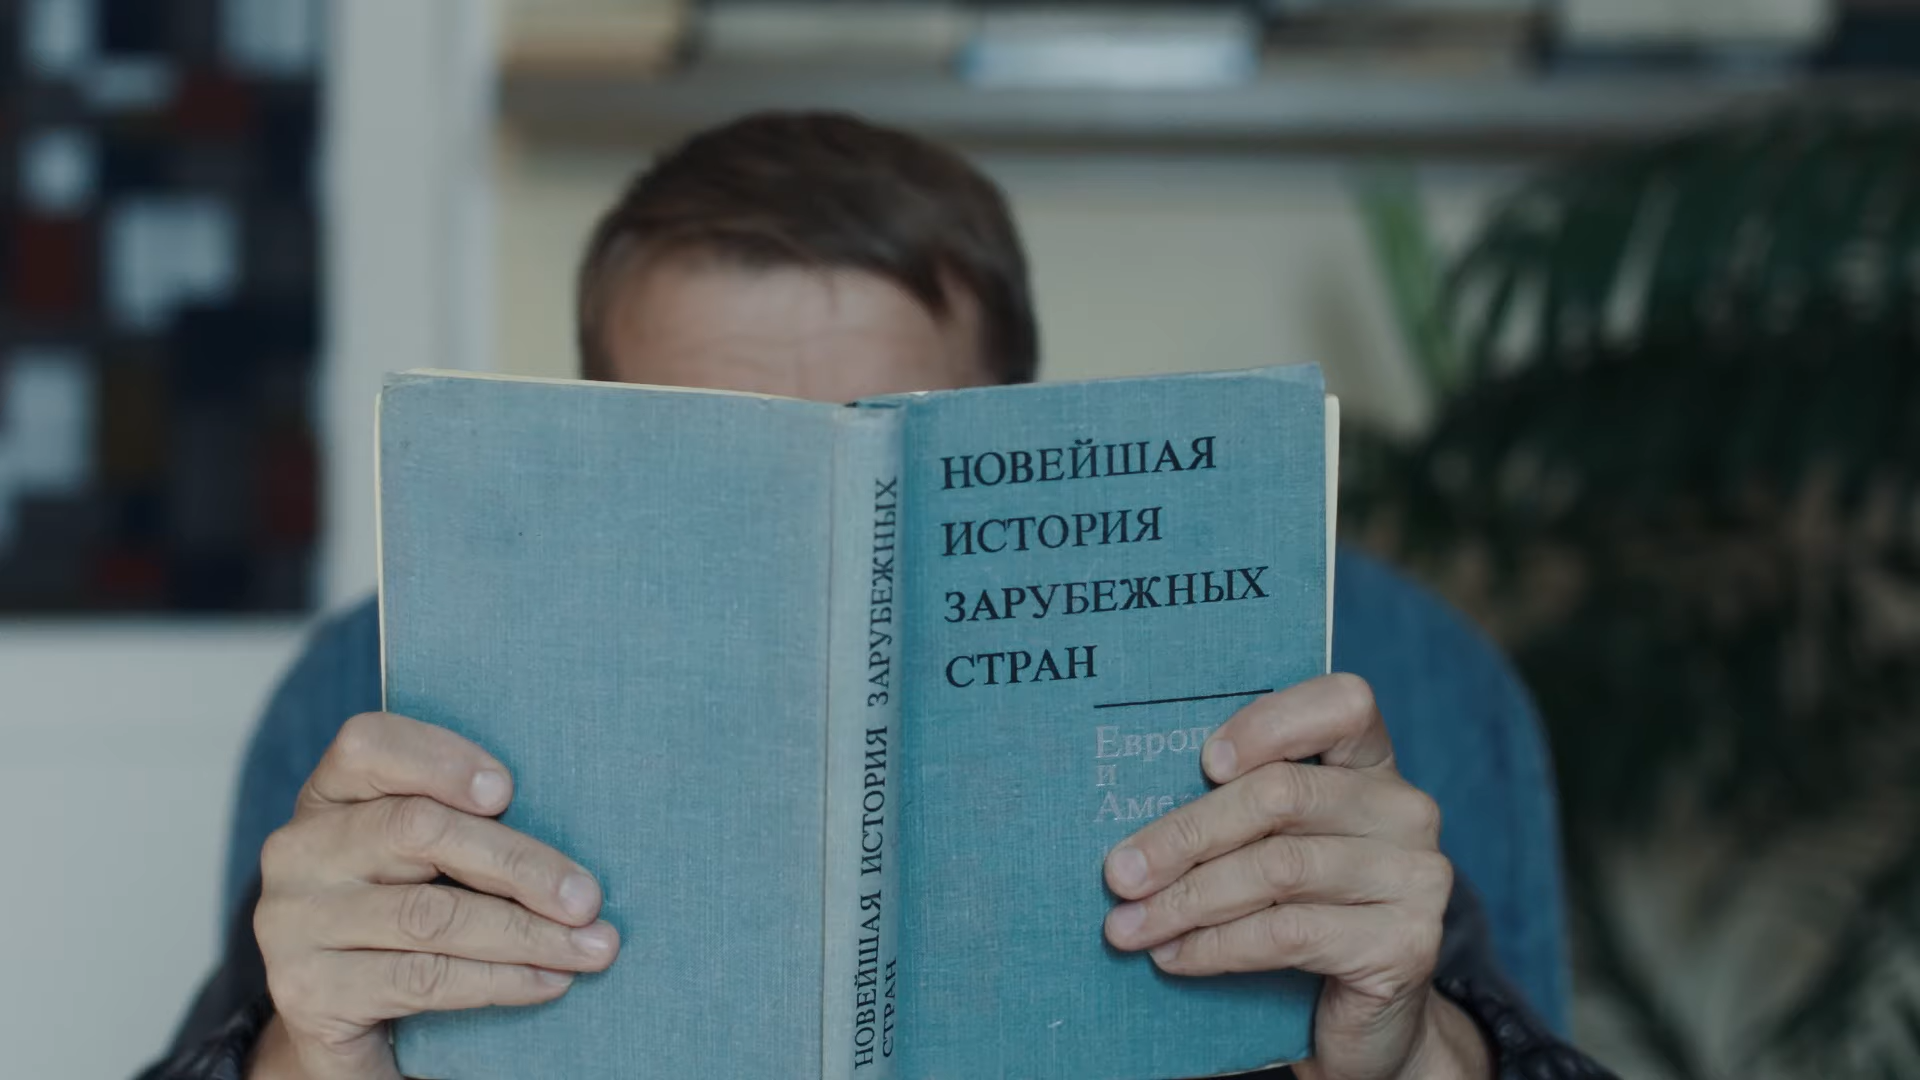 НОВЕЙШАЯ ИСТОРИЯ ЗАРУБЕЖНЫХ
СТРАН
НОВЕЙШАЯ
ИСТОРИЯ
ЗАРУБЕЖНЫХ
СТРАН
и